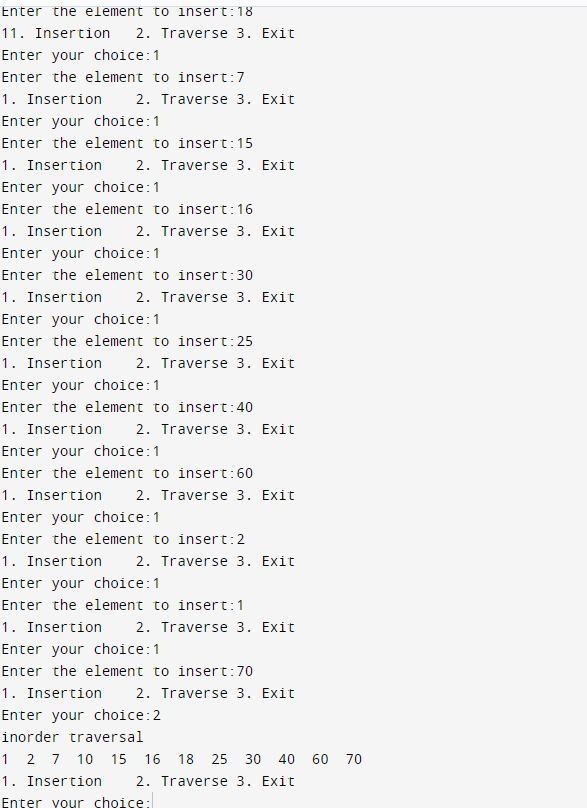 Enter the element to insert:18
11. Insertion 2. Traverse 3. Exit
Enter your choice:1
Enter the element to insert:7
1. Insertion 2. Traverse 3. Exit
Enter your choice:1
Enter the element to insert:15
1. Insertion 2. Traverse 3. Exit
Enter your choice:1
Enter the element to insert:16
1. Insertion 2. Traverse 3. Exit
Enter your choice:1
Enter the element to insert:30
1. Insertion 2. Traverse 3. Exit
Enter your choice:1
Enter the element to insert:25
1. Insertion 2. Traverse 3. Exit
Enter your choice:1
Enter the element to insert:40
1. Insertion 2. Traverse 3. Exit
Enter your choice:1
Enter the element to insert:60
1. Insertion 2. Traverse 3. Exit
Enter your choice:1
Enter the element to insert:2
1. Insertion 2. Traverse 3. Exit
Enter your choice:1
Enter the element to insert:1
1. Insertion 2. Traverse 3. Exit
Enter your choice:1
Enter the element to insert:70
1. Insertion 2. Traverse 3. Exit
Enter your choice:2
inorder traversal
1 2 7 10 15 16 18 25 30 40 60 70
1. Insertion 2. Traverse 3. Exit
Enter your choice: